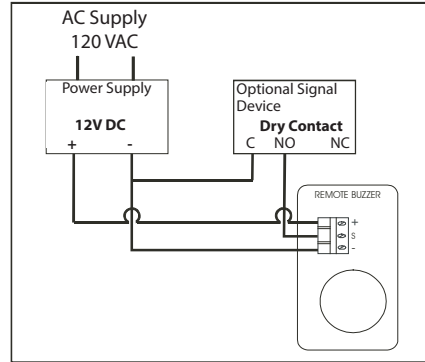 AC Supply
120 VAC
Power Supply
12V DC
+ -
Optional Signal
Device
Dry Contact
C NO NC
REMOTE BUZZER
+
S
-